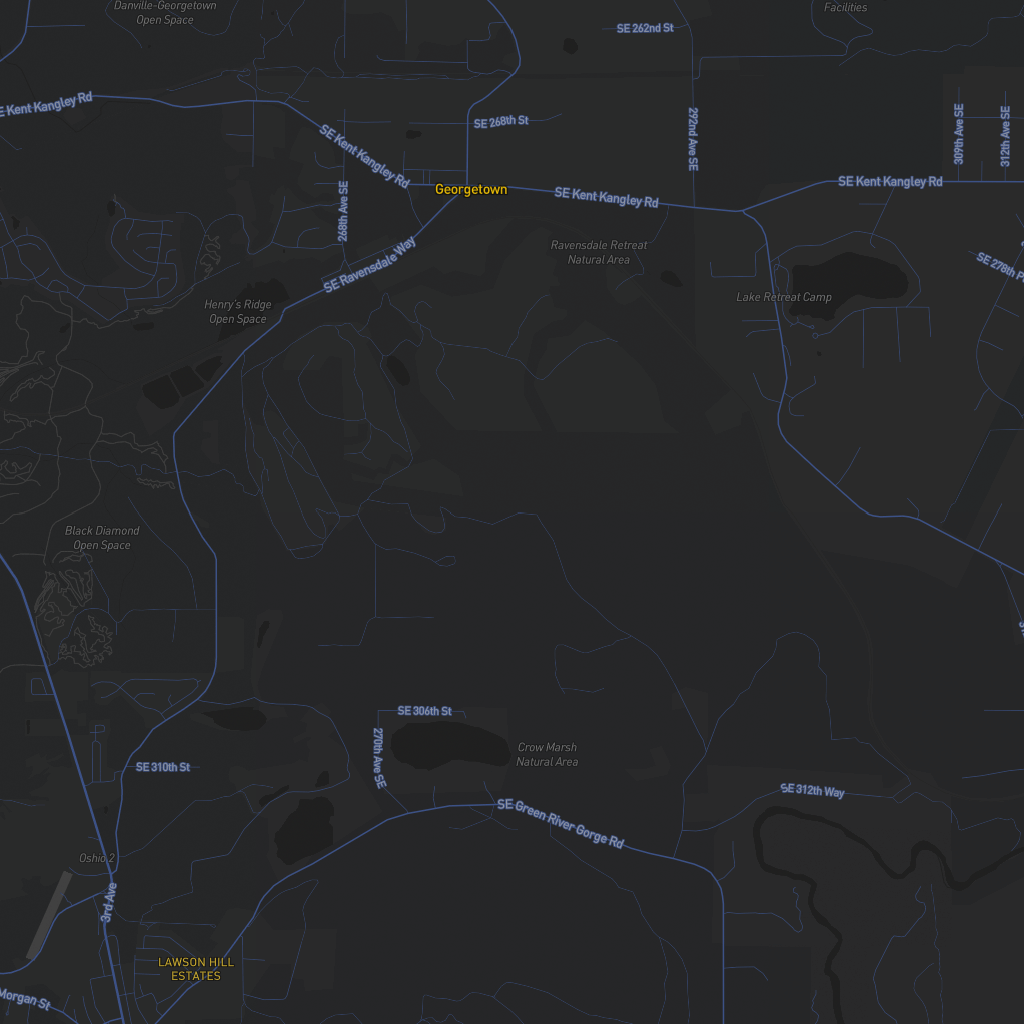 Danville-Georgetown
Open Space
Facilities
SE 262nd St
SE Kent Kangley Rd
SE 268th St
SE Kent Kangley Rd
292nd Ave SE
309th Ave SE
312th Ave SE
Georgetown
SE Kent Kangley Rd
SE Kent Kangley Rd
268th Ave SE
SE Ravensdale Way
Ravensdale Retreat
Natural Area
SE 278th P
Lake Retreat Camp
Henry's Ridge
Open Space
Black Diamond
Open Space
SE 306th St
270th Ave SE
Crow Marsh
Natural Area
SE 310th St
SE 312th Way
SE Green River Gorge Rd
Oshio 2
3rd Ave
LAWSON HILL
ESTATES
Morgan St